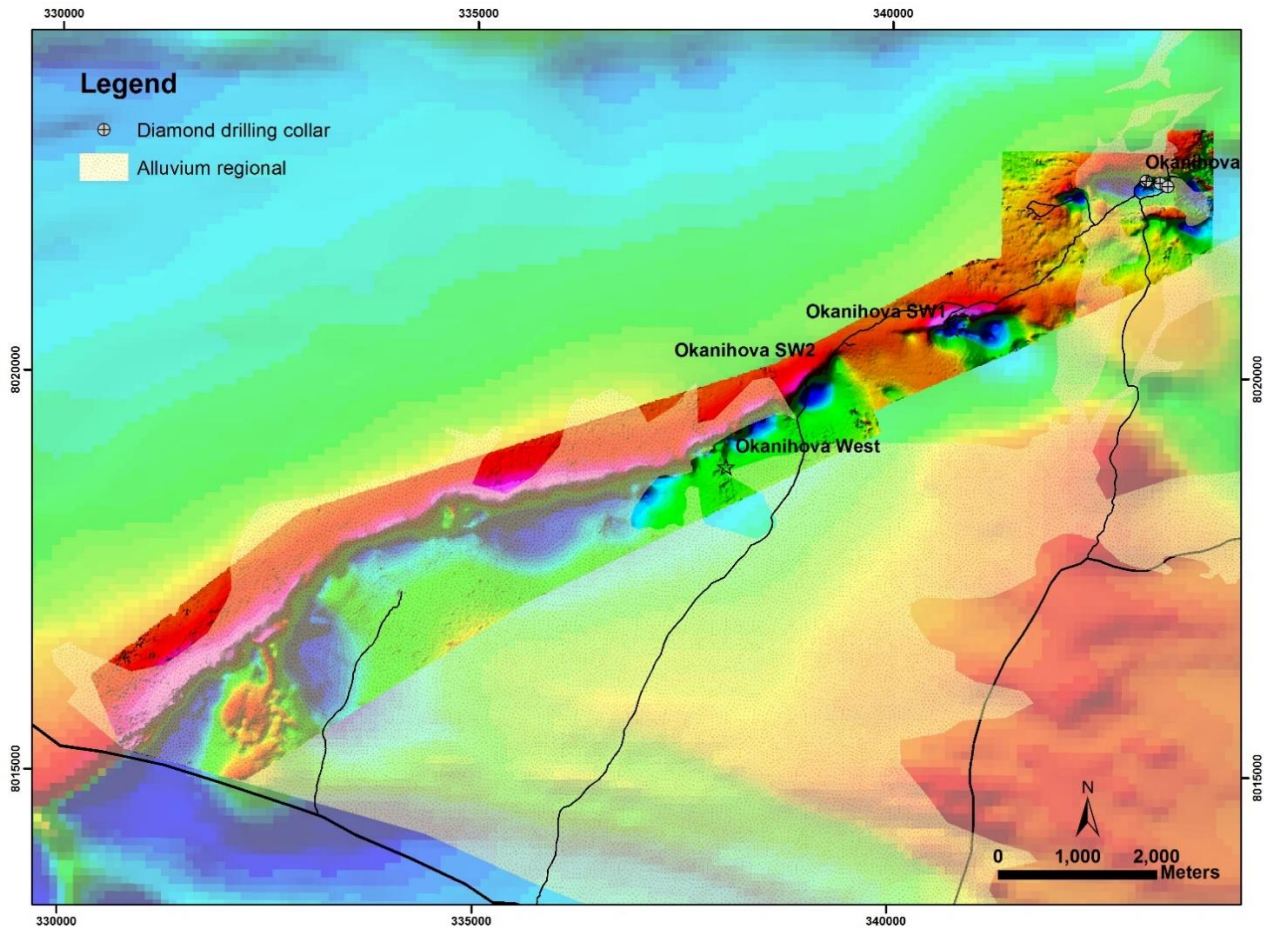 330000 335000 340000
Legend
Diamond drilling collar
Alluvium regional
Okanihova
Okanihova SW1
Okanihova SW2
8020000
8020000
Okanihova West
8015000
8015000
N
0 1,000 2,000
Meters
330000 335000 340000